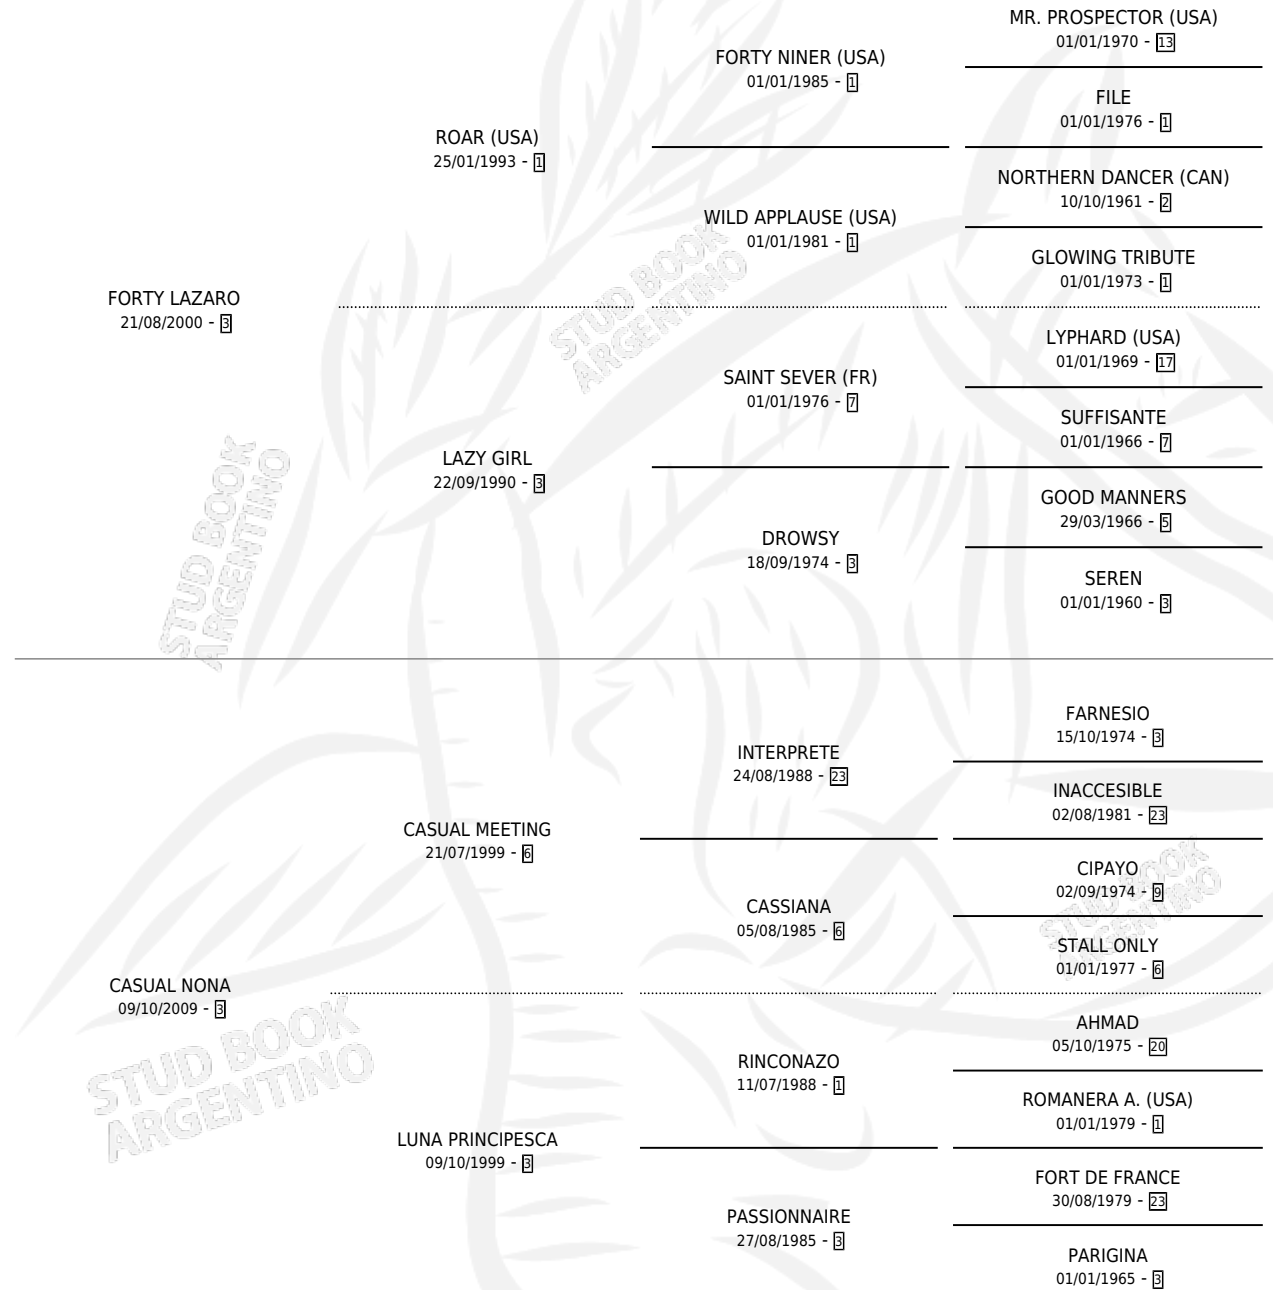 MR. PROSPECTOR (USA)
01/01/1970 - 13
FORTY NINER (USA)
01/01/1985 - 1
FILE
01/01/1976 - 1
ROAR (USA)
25/01/1993 - 1
NORTHERN DANCER (CAN)
10/10/1961 - 2
WILD APPLAUSE (USA)
01/01/1981 - 1
GLOWING TRIBUTE
01/01/1973 - 1
FORTY LAZARO
21/08/2000 - 3
LYPHARD (USA)
01/01/1969 - 17
SAINT SEVER (FR)
01/01/1976 - 7
SUFFISANTE
01/01/1966 - 7
LAZY GIRL
22/09/1990 - 3
GOOD MANNERS
29/03/1966 - 5
DROWSY
18/09/1974 - 3
SEREN
01/01/1960 - 3
STUD BOOK
ARGENTINO
STUD BOOK
ARGENTINO
FARNESIO
15/10/1974 - 3
INTERPRETE
24/08/1988 - 23
INACCESIBLE
02/08/1981 - 23
CASUAL MEETING
21/07/1999 - 6
CIPAYO
02/09/1974 - 9
CASSIANA
05/08/1985 - 6
STALL ONLY
01/01/1977 - 6
STUD BOOK
ARGENTINO
CASUAL NONA
09/10/2009 - 3
AHMAD
05/10/1975 - 20
RINCONAZO
11/07/1988 - 1
ROMANERA A. (USA)
01/01/1979 - 1
LUNA PRINCIPESCA
09/10/1999 - 3
FORT DE FRANCE
30/08/1979 - 23
PASSIONNAIRE
27/08/1985 - 3
PARIGINA
01/01/1965 - 3
STUD BOOK
ARGENTINO